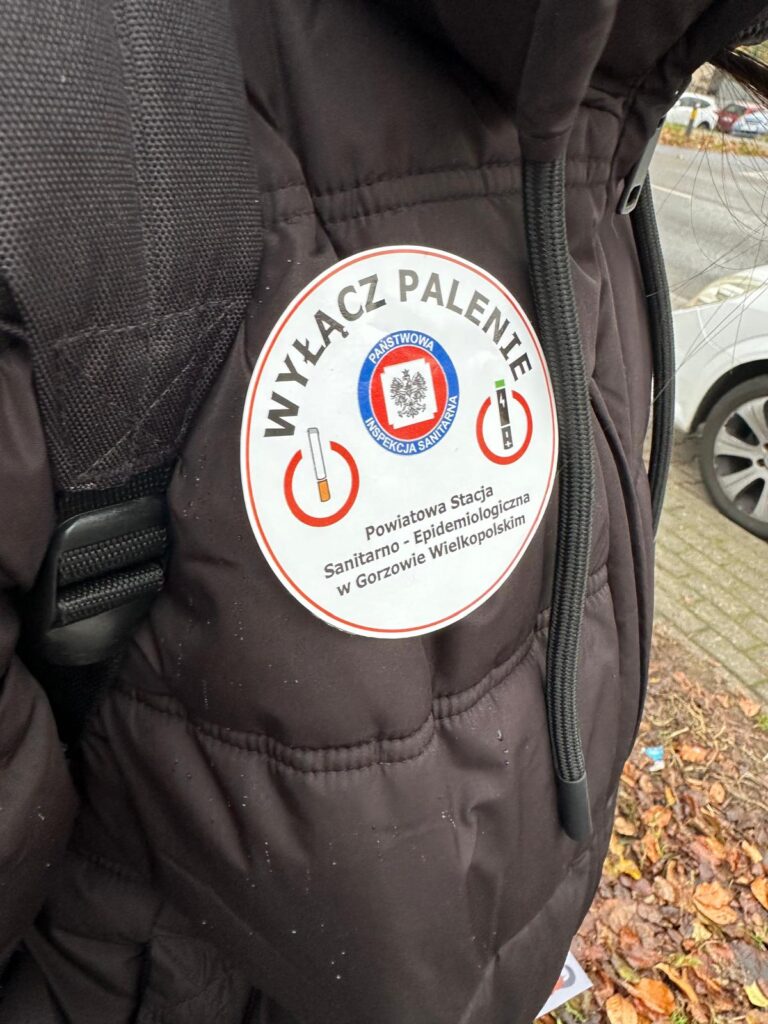 WYŁĄCZ PALENIE
PAŃSTWOWA
INSPEKCJA SANITARNA
Powiatowa Stacja
Sanitarno - Epidemiologiczna
w Gorzowie Wielkopolskim